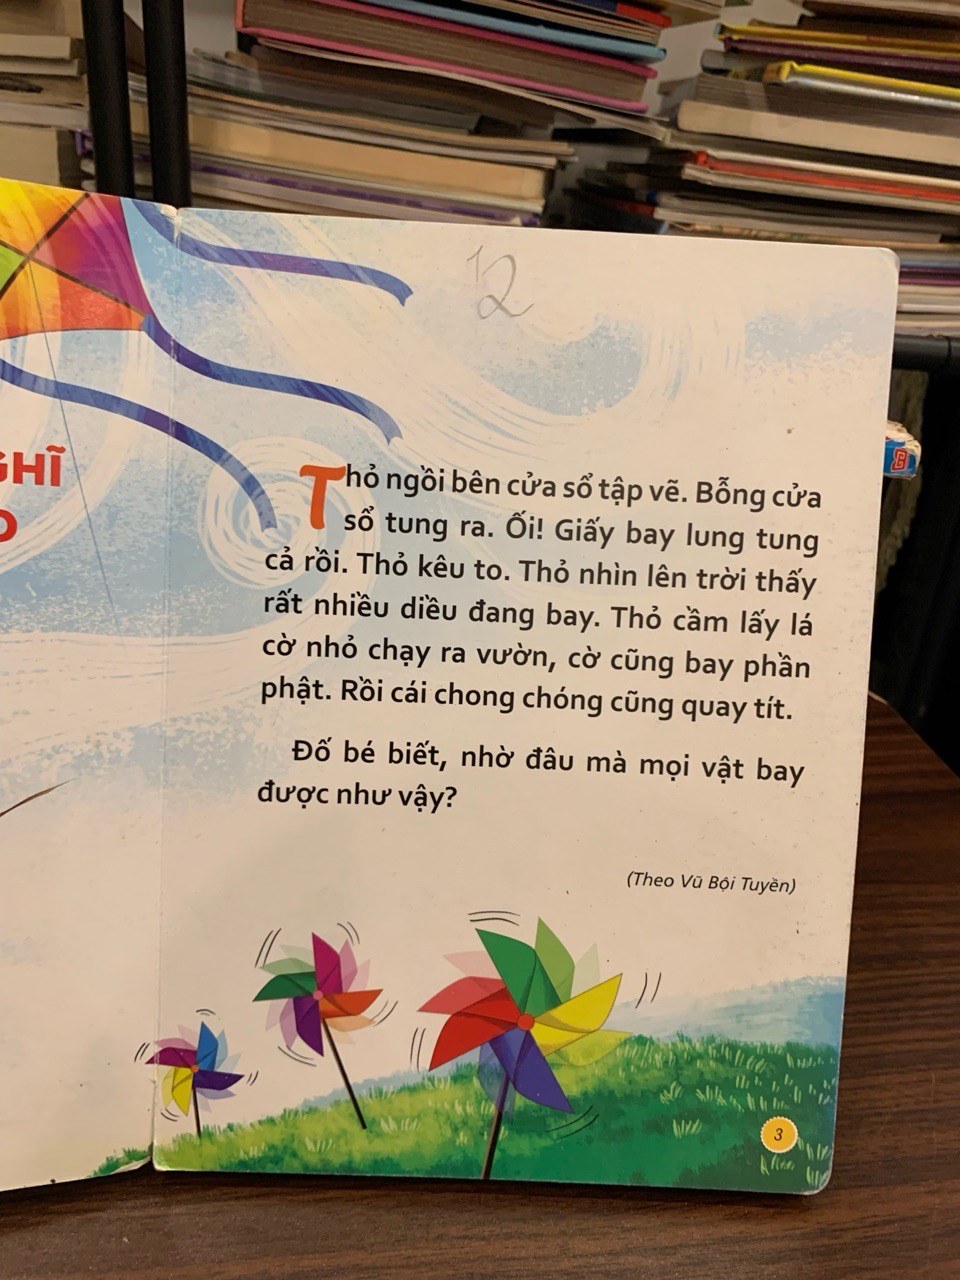 12
Thỏ ngồi bên cửa sổ tập vẽ. Bỗng cửa
sổ tung ra. Ối! Giấy bay lung tung
cả rồi. Thỏ kêu to. Thỏ nhìn lên trời thấy
rất nhiều diều đang bay. Thỏ cầm lấy lá
cờ nhỏ chạy ra vườn, cờ cũng bay phần
phật. Rồi cái chong chóng cũng quay tít.
Đố bé biết, nhờ đâu mà mọi vật bay
được như vậy?
(Theo Vũ Bội Tuyền)
3